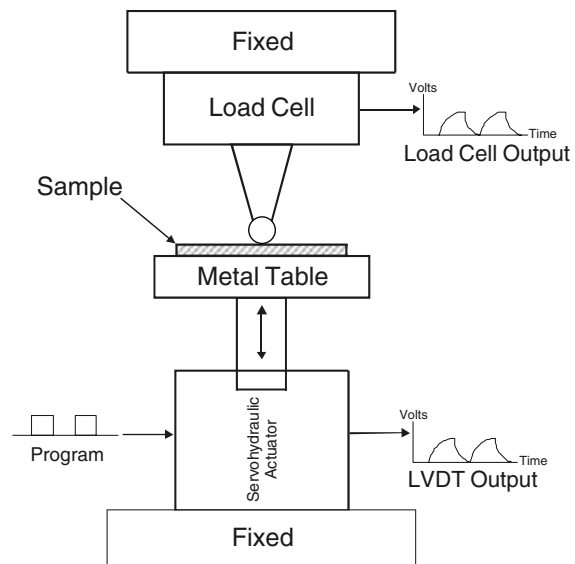 Fixed
Load Cell
Volts
Time
Load Cell Output
Sample
Metal Table
Servohydraulic
Actuator
Program
Volts
Time
LVDT Output
Fixed